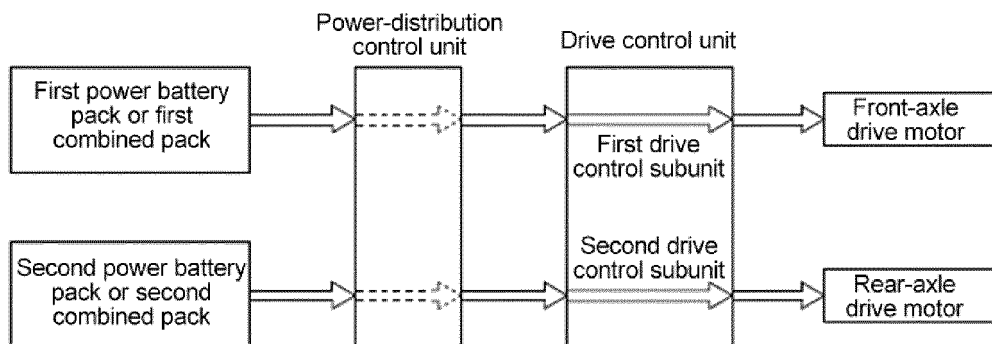 Power-distribution
control unit
Drive control unit
First power battery
pack or first
combined pack
First drive
control subunit
Front-axle
drive motor
Second power battery
pack or second
combined pack
Second drive
control subunit
Rear-axle
drive motor